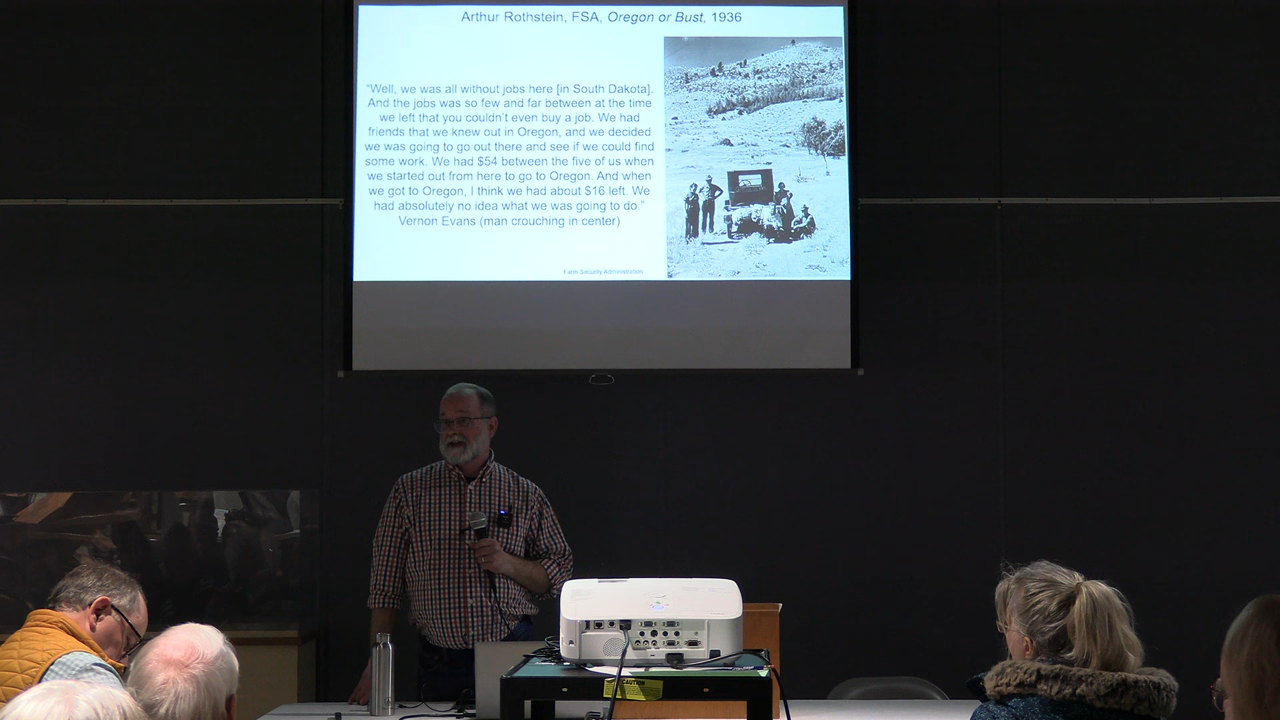 Arthur Rothstein, FSA, Oregon or Bust, 1936
"Well, we was all without jobs here [in South Dakota].
And the jobs was so few and far between at the time
we left that you couldn't even buy a job. We had
friends that we knew out in Oregon, and we decided
we was going to go out there and see if we could find
some work. We had $54 between the five of us when
we started out from here to go to Oregon. And when
we got to Oregon, I think we had about $16 left. We
had absolutely no idea what we was going to do."
Vernon Evans (man crouching in center)
Farm Security Administration
CAUTION